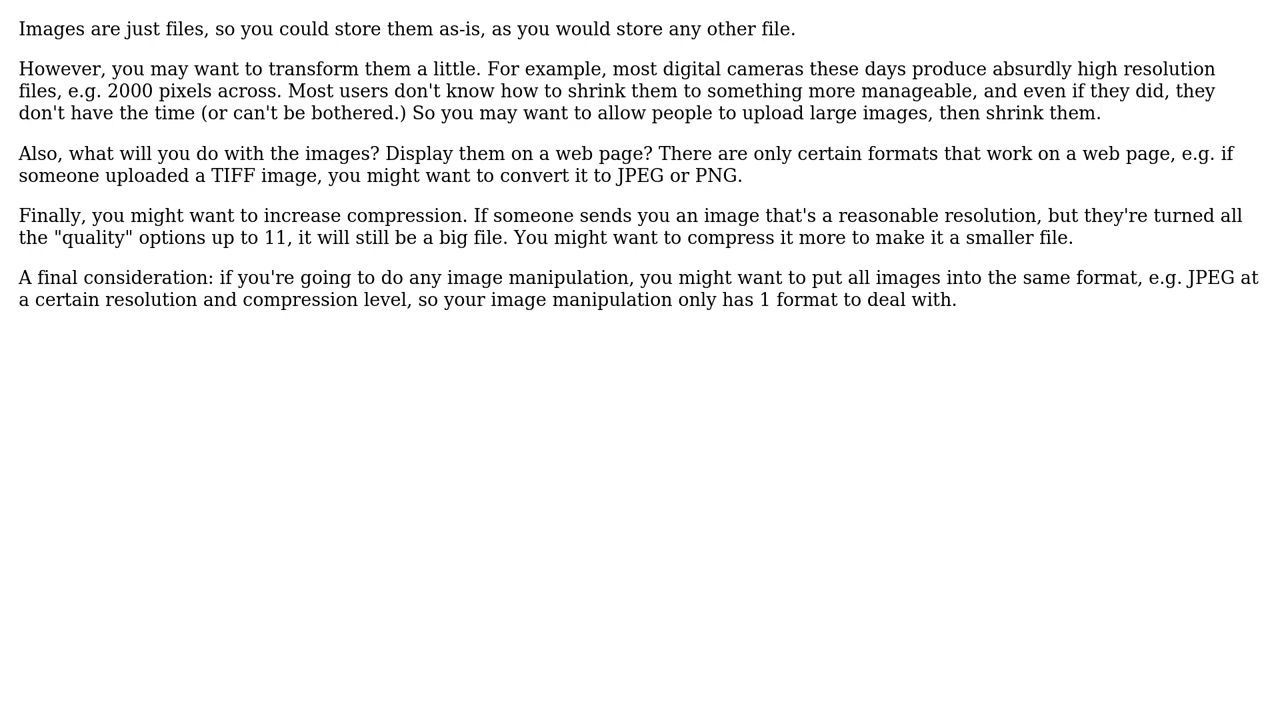 Images are just files, so you could store them as-is, as you would store any other file.
However, you may want to transform them a little. For example, most digital cameras these days produce absurdly high resolution
files, e.g. 2000 pixels across. Most users don't know how to shrink them to something more manageable, and even if they did, they
don't have the time (or can't be bothered.) So you may want to allow people to upload large images, then shrink them.
Also, what will you do with the images? Display them on a web page? There are only certain formats that work on a web page, e.g. if
someone uploaded a TIFF image, you might want to convert it to JPEG or PNG.
Finally, you might want to increase compression. If someone sends you an image that's a reasonable resolution, but they're turned all
the "quality" options up to 11, it will still be a big file. You might want to compress it more to make it a smaller file.
A final consideration: if you're going to do any image manipulation, you might want to put all images into the same format, e.g. JPEG at
a certain resolution and compression level, so your image manipulation only has 1 format to deal with.